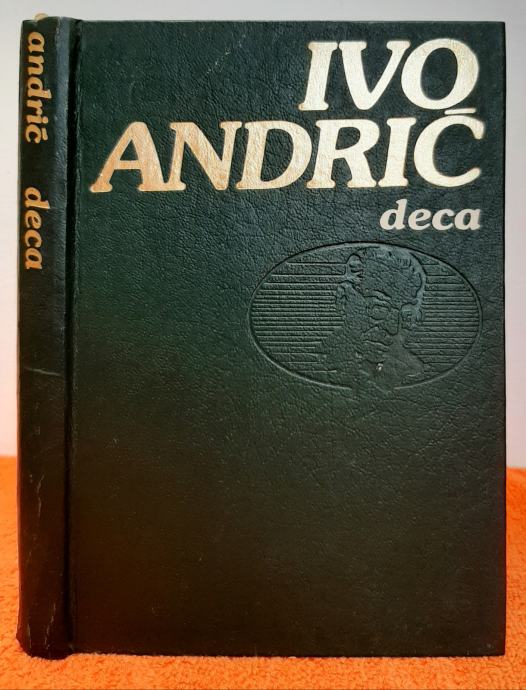 IVO
ANDRIĆ
deca
andrić deca